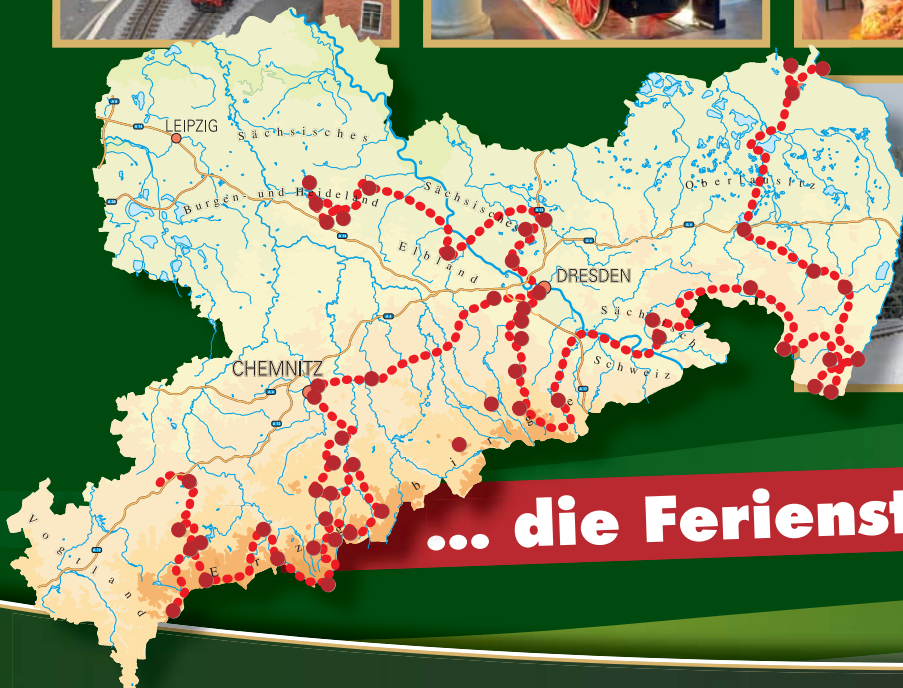 LEIPZIG
Sächsisches
Burgen- und Heideland
Sächsisches
Elbland
Oberlausitz
DRESDEN
Sächsische
Schweiz
CHEMNITZ
Erzgebirge
Vogtland
... die Ferienst